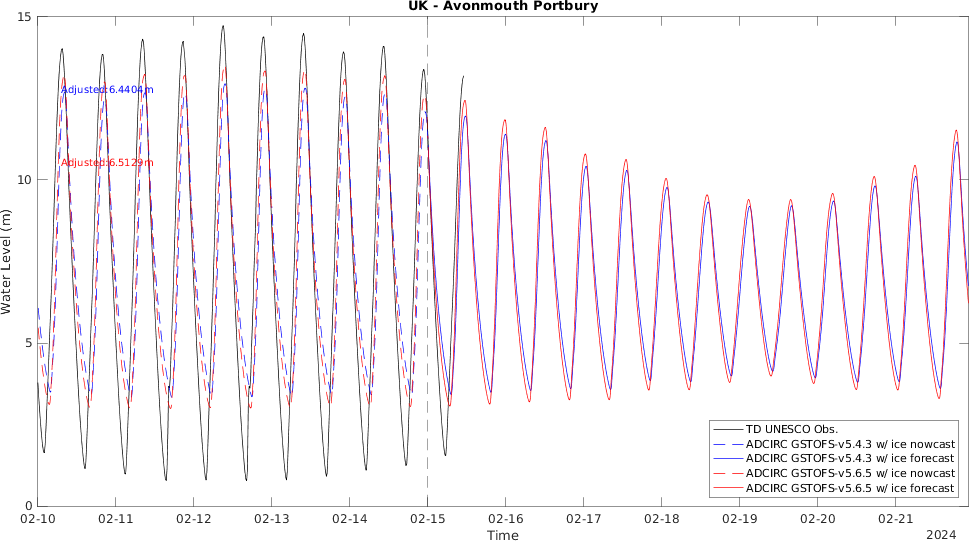 UK - Avonmouth Portbury
15
10
5
0
Water Level (m)
Adjusted:6.4404m
Adjusted:6.5129m
TD UNESCO Obs.
ADCIRC GSTOFS-v5.4.3 w/ ice nowcast
ADCIRC GSTOFS-v5.4.3 w/ ice forecast
ADCIRC GSTOFS-v5.6.5 w/ ice nowcast
ADCIRC GSTOFS-v5.6.5 w/ ice forecast
02-10 02-11 02-12 02-13 02-14 02-15 02-16 02-17 02-18 02-19 02-20 02-21
Time
2024